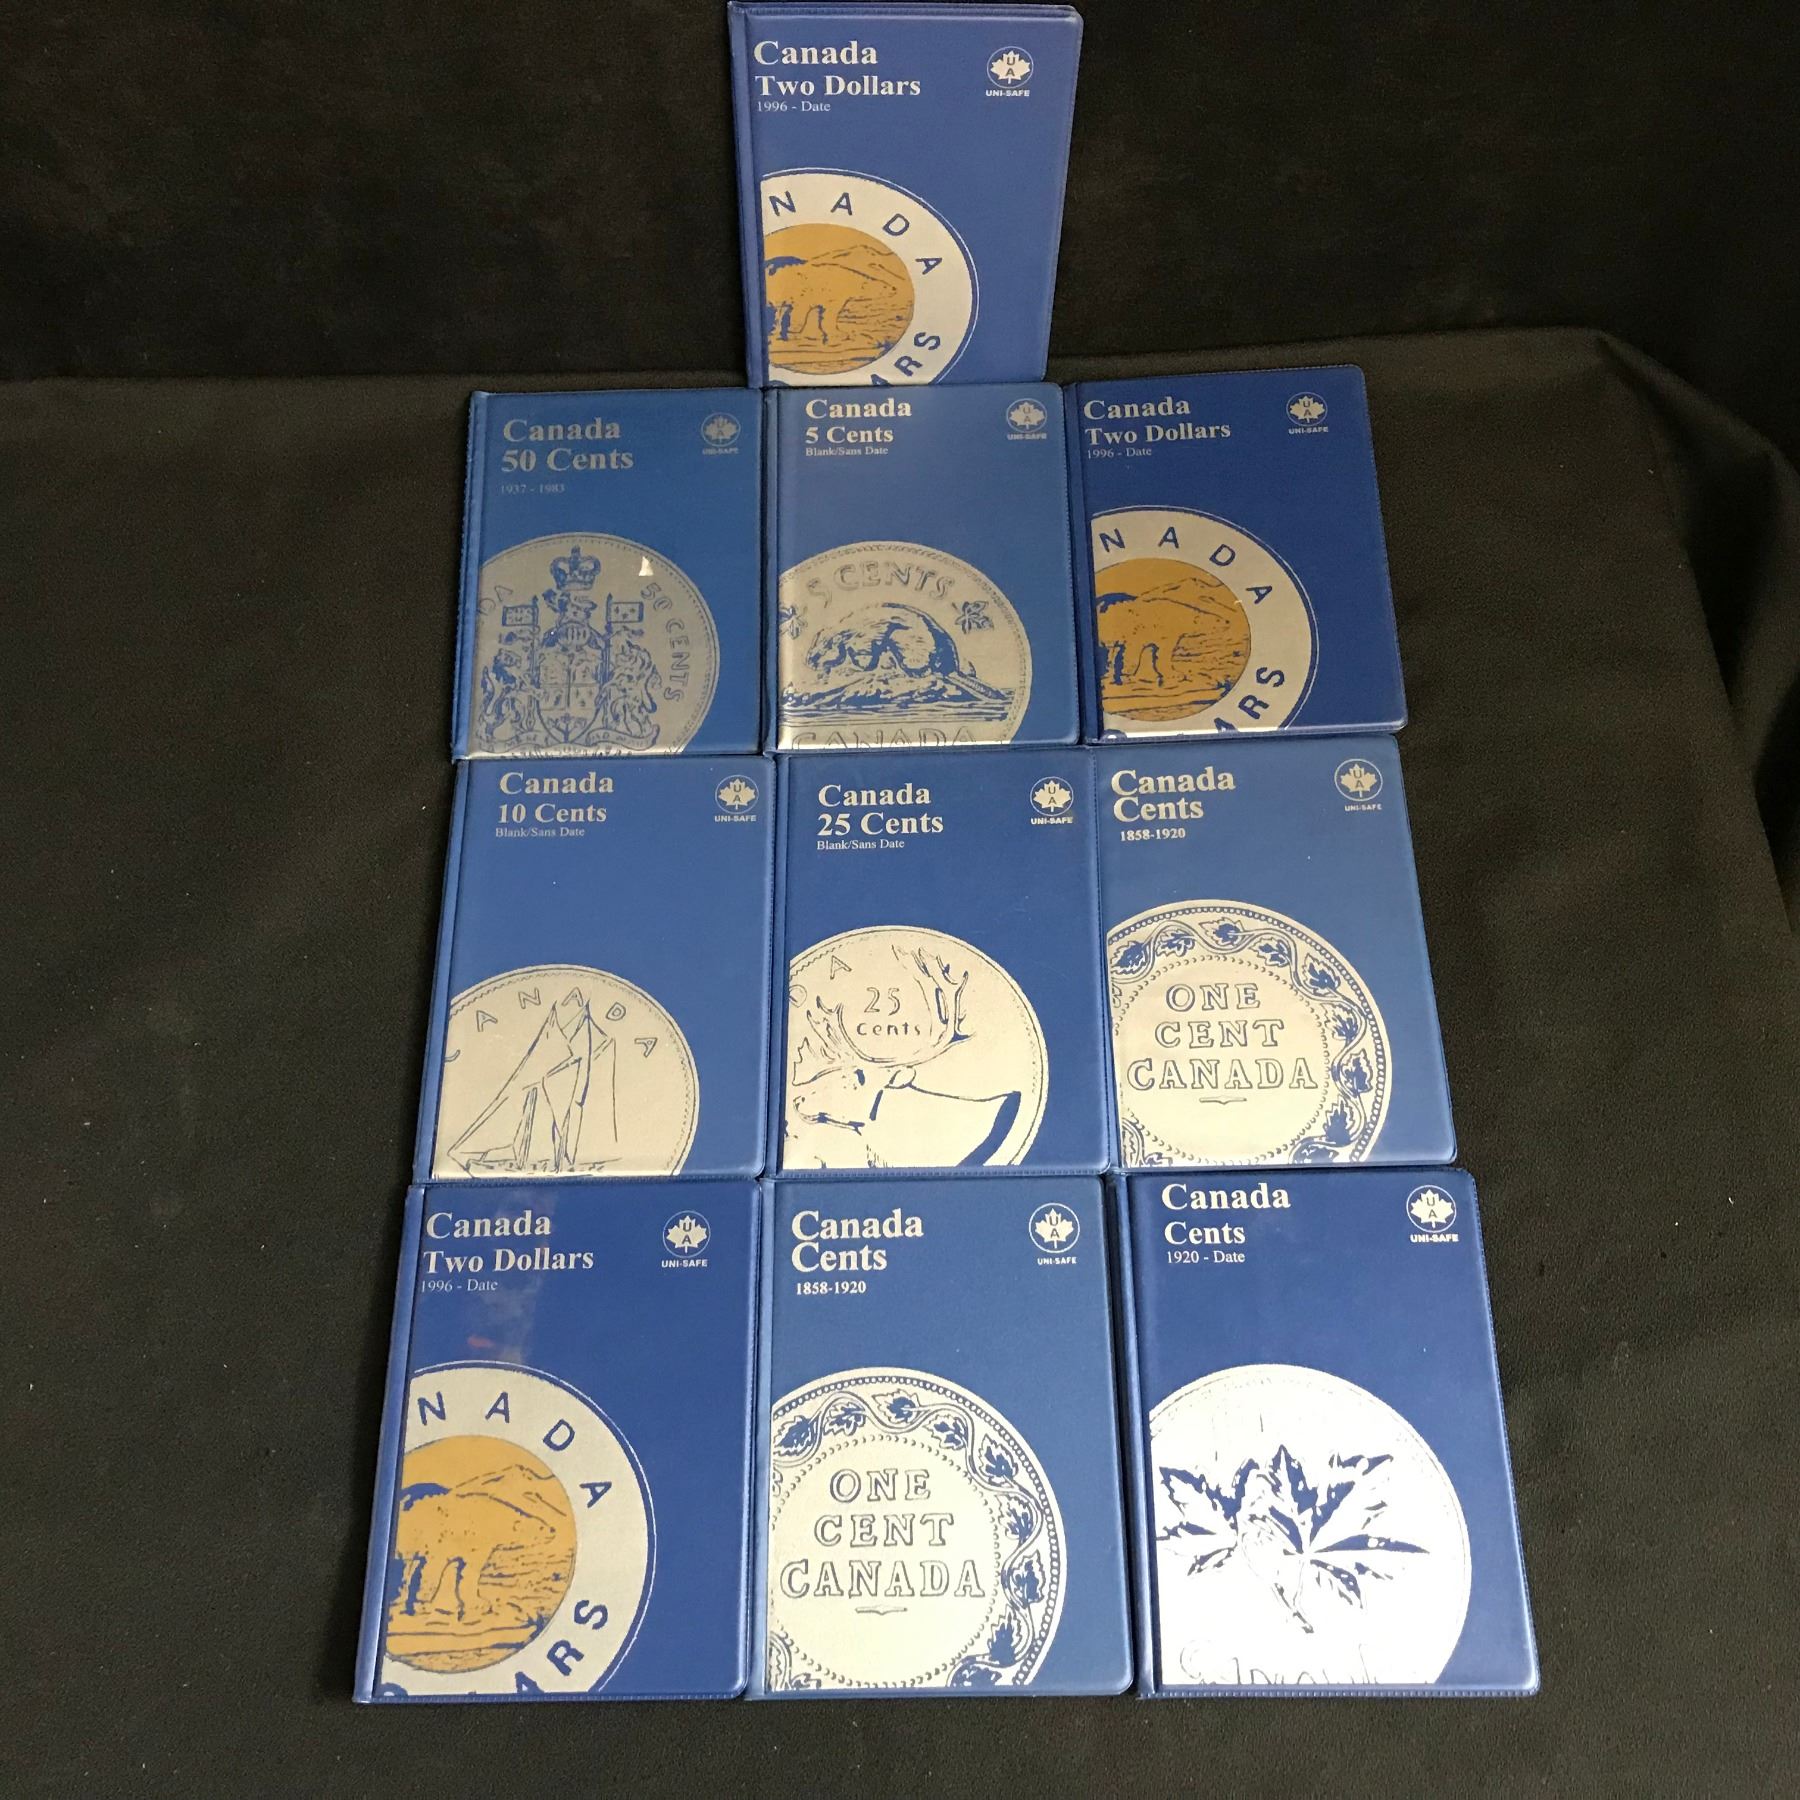 Canada
Two Dollars
1996 - Date
U
A
UNI-SAFE
NADA
ARS
Canada
50 Cents
1937 - 1983
U
A
UNI-SAFE
DA
50 CENTS
Canada
5 Cents
Blank/Sans Date
U
A
UNI-SAFE
5 CENTS
CANADA
Canada
Two Dollars
1996 - Date
U
A
UNI-SAFE
NADA
ARS
Canada
10 Cents
Blank/Sans Date
U
A
UNI-SAFE
CANADA
Canada
25 Cents
Blank/Sans Date
U
A
UNI-SAFE
DA
25
Cents
Canada
Cents
1858-1920
U
A
UNI-SAFE
ONE
CENT
CANADA
Canada
Two Dollars
1996 - Date
U
A
UNI-SAFE
NADA
ARS
Canada
Cents
1858-1920
U
A
UNI-SAFE
ONE
CENT
CANADA
Canada
Cents
1920 - Date
U
A
UNI-SAFE